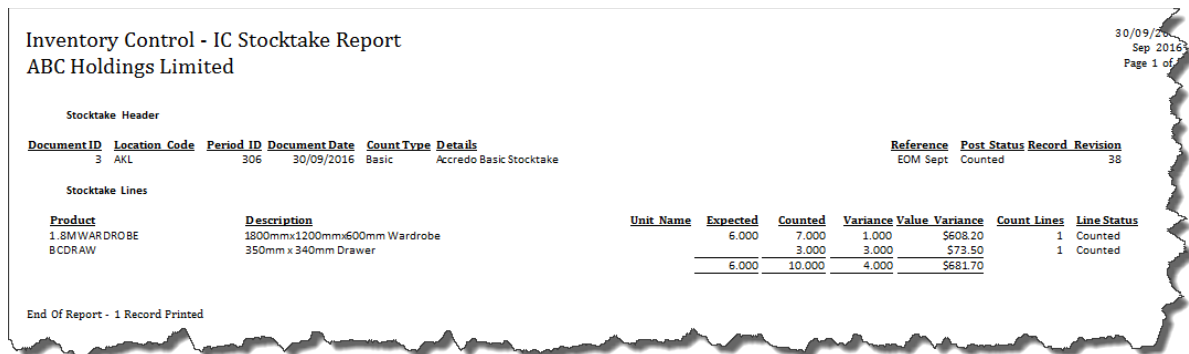 Inventory Control - IC Stocktake Report
ABC Holdings Limited
Sep 2016
Page 1 of
Stocktake Header
Document ID Location Code Period ID Document Date Count Type Details Reference Post Status Record Revision
3 AKL 306 30/09/2016 Basic Accredo Basic Stocktake EOM Sept Counted 38
Stocktake Lines
Product Description Unit Name Expected Counted Variance Value Variance Count Lines Line Status
1.8MWARDROBE 1800mmx1200mmx600mm Wardrobe 6.000 7.000 1.000 $608.20 1 Counted
BCDRAW 350mm x 340mm Drawer 3.000 3.000 $73.50 1 Counted
6.000 10.000 4.000 $681.70
End Of Report - 1 Record Printed